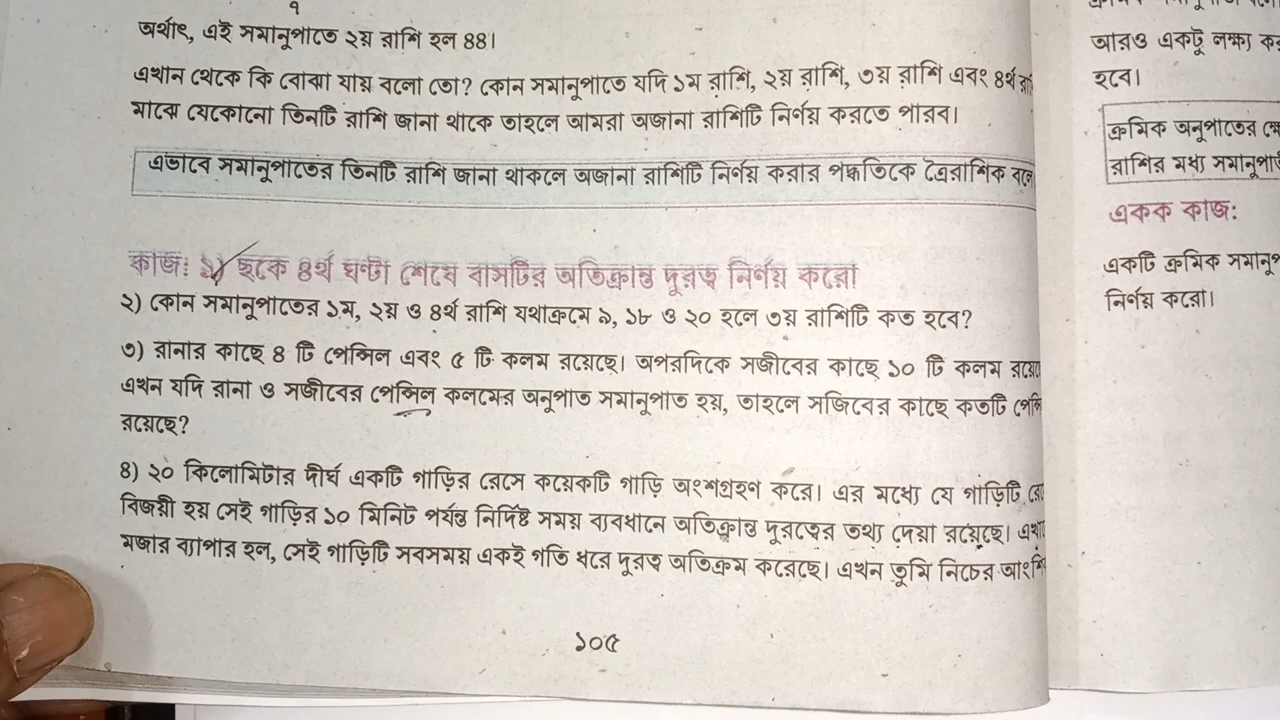 ৭
অর্থাৎ, এই সমানুপাতে ২য় রাশি হল ৪৪।
এখান থেকে কি বোঝা যায় বলো তো? কোন সমানুপাতে যদি ১ম রাশি, ২য় রাশি, ৩য় রাশি এবং ৪র্থ
মাঝে যেকোনো তিনটি রাশি জানা থাকে তাহলে আমরা অজানা রাশিটি নির্ণয় করতে পারব।
এভাবে সমানুপাতের তিনটি রাশি জানা থাকলে অজানা রাশিটি নির্ণয় করার পদ্ধতিকে ত্রৈরাশিক বলে
কাজ: ১) ছকে ৪র্থ ঘণ্টা শেষে বাসটির অতিক্রান্ত দূরত্ব নির্ণয় করো
২) কোন সমানুপাতের ১ম, ২য় ও ৪র্থ রাশি যথাক্রমে ৯, ১৮ ও ২০ হলে ৩য় রাশিটি কত হবে?
৩) রানার কাছে ৪ টি পেন্সিল এবং ৫ টি কলম রয়েছে। অপরদিকে সজীবের কাছে ১০ টি কলম
এখন যদি রানা ও সজীবের পেন্সিল কলমের অনুপাত সমানুপাত হয়, তাহলে সজিবের কাছে কতটি
রয়েছে?
৪) ২০ কিলোমিটার দীর্ঘ একটি গাড়ির রেসে কয়েকটি গাড়ি অংশগ্রহণ করে। এর মধ্যে যে গাড়িটি
বিজয়ী হয় সেই গাড়ির ১০ মিনিট পর্যন্ত নির্দিষ্ট সময় ব্যবধানে অতিক্রান্ত দূরত্বের তথ্য দেয়া রয়েছে।
মজার ব্যাপার হল, সেই গাড়িটি সবসময় একই গতি ধরে দূরত্ব অতিক্রম করেছে। এখন তুমি নিচের
১০৫
আরও একটু লক্ষ্য
হবে।
ক্রমিক অনুপাতের
রাশির মধ্য
একক কাজ:
একটি ক্রমিক
নির্ণয় করো।